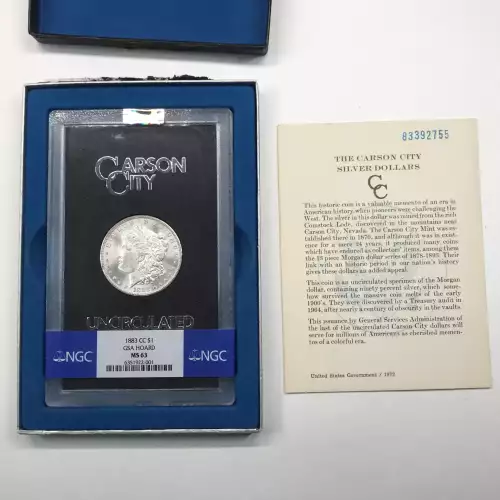 83392755
THE CARSON CITY
SILVER DOLLARS
CC
This historic coin is a valuable memento of an era in
American history, when pioneers were challenging the
West. The silver in this dollar was mined from the rich
Comstock Lode, discovered in the mountains near
Carson City, Nevada. The Carson City Mint was es-
tablished there in 1870, and although it was in exist-
ence for a mere 24 years, it produced many coins
which have endured as collectors' items, among these
the 13 piece Morgan dollar series of 1878-1893. Their
link with an historic period in our nation's history
gives these dollars an added appeal.
This coin is an uncirculated specimen of the Morgan
dollar, containing ninety percent silver, which some-
how survived the massive coin melts of the early
1900's. They were discovered by a Treasury audit in
1964, after nearly a century of obscurity in the vaults.
This issuance by General Services Administration of
the last of the uncirculated Carson City dollars will
serve for millions of Americans as cherished memen-
tos of a colorful era.
United States Government / 1972
CARSON
CITY
UNCIRCULATED
NGC
1883 CC $1
GSA HOARD
MS 63
6351922-001
NGC